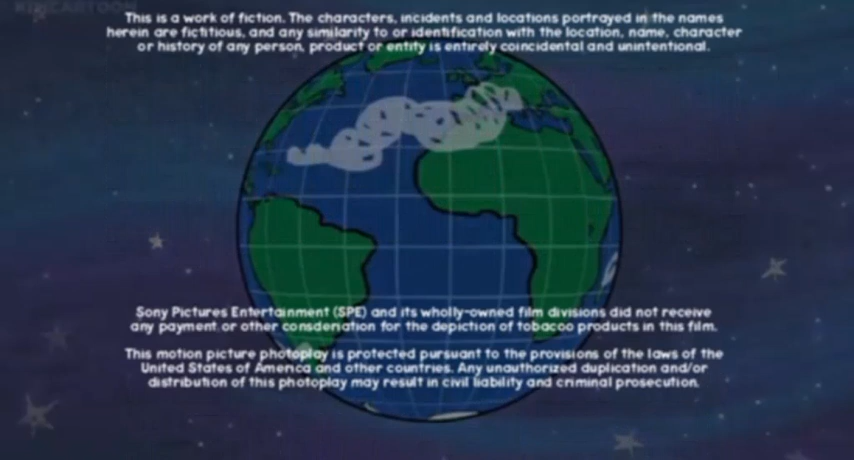 This is a work of fiction. The characters, incidents and locations portrayed in the names
herein are fictitious, and any similarity to or identification with the location, name, character
or history of any person, product or entity is entirely coincidental and unintentional.
Sony Pictures Entertainment (SPE) and its wholly-owned film divisions did not receive
any payment or other consderiation for the depiction of tobacoo products in this film.
This motion picture photoplay is protected pursuant to the provisions of the laws of the
United States of America and other countries. Any unauthorized duplication and/or
distribution of this photoplay may result in civil liability and criminal prosecution.